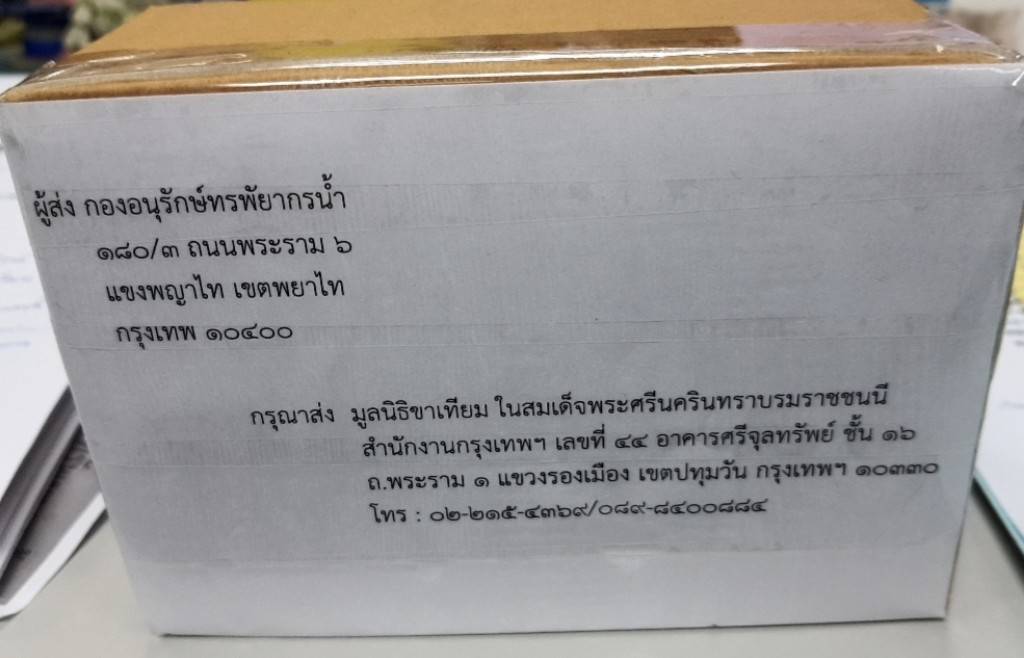 ผู้ส่ง กองอนุรักษ์ทรพัยากรน้ำ
๑๘๐/๓ ถนนพระราม ๖
แขงพญาไท เขตพยาไท
กรุงเทพ ๑๐๔๐๐
กรุณาส่ง มูลนิธิขาเทียม ในสมเด็จพระศรีนครินทราบรมราชชนนี
สำนักงานกรุงเทพฯ เลขที่ ๔๔ อาคารศรีจุลทรัพย์ ชั้น ๑๖
ถ.พระราม ๑ แขวงรองเมือง เขตปทุมวัน กรุงเทพฯ ๑๐๓๓๐
โทร : ๐๒-๒๑๕-๔๓๖๙/๐๘๙-๘๔๐๐๘๘๔